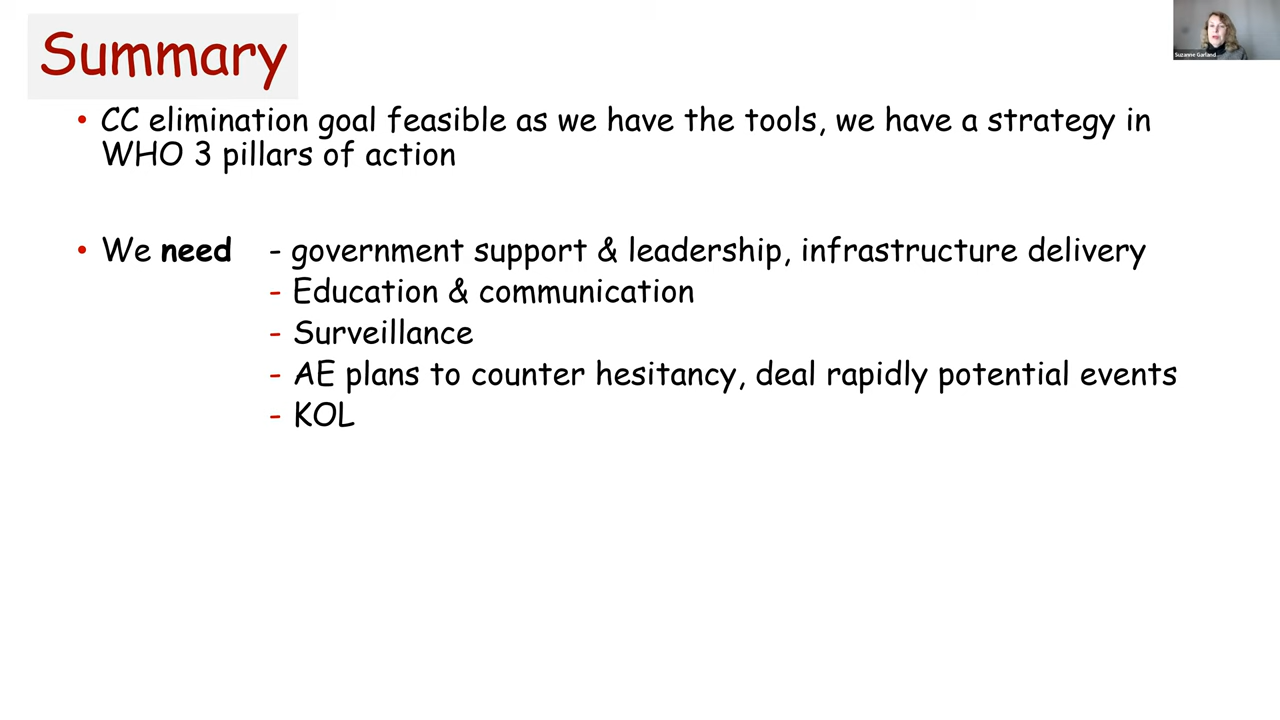 Summary
Suzanne Garland
• CC elimination goal feasible as we have the tools, we have a strategy in
WHO 3 pillars of action
• We need - government support & leadership, infrastructure delivery
- Education & communication
- Surveillance
- AE plans to counter hesitancy, deal rapidly potential events
- KOL